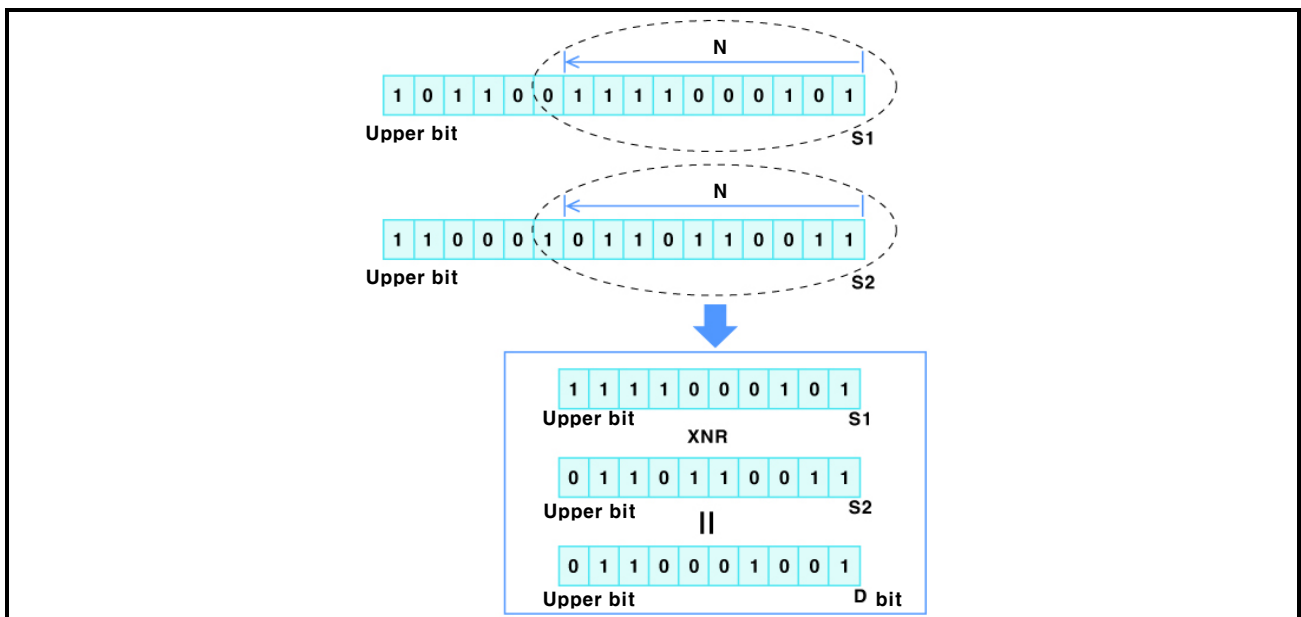 N
1 0 1 1 0 0 1 1 1 1 0 0 0 1 0 1
Upper bit S1
N
1 1 0 0 0 1 0 1 1 0 1 1 0 0 1 1
Upper bit S2
1 1 1 1 0 0 0 1 0 1
Upper bit S1
XNR
0 1 1 0 1 1 0 0 1 1
Upper bit S2
=
0 1 1 0 0 0 1 0 0 1
Upper bit D bit